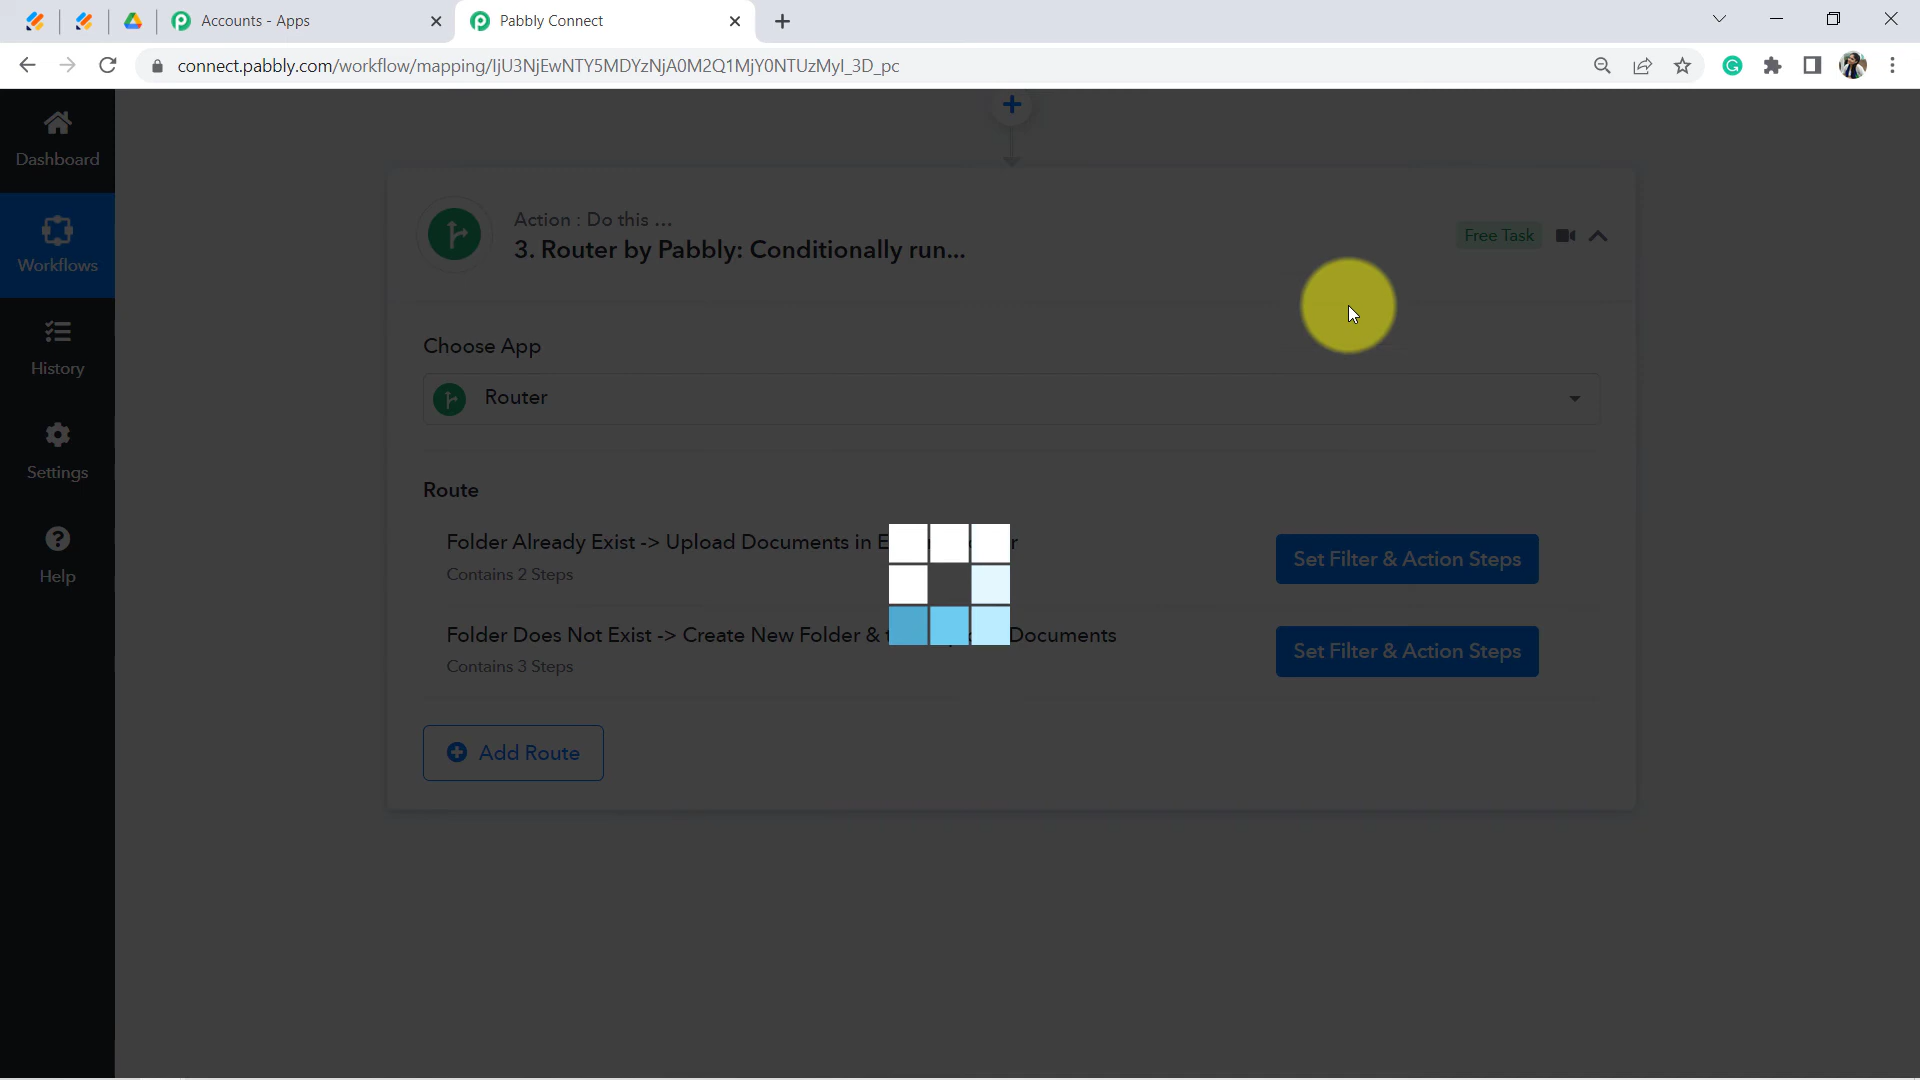 Accounts - Apps
Pabbly Connect
connect.pabbly.com/workflow/mapping/IjU3NjEwNTY5MDYzNjA0M2Q1MjY0NTUzMyI_3D_pc
Dashboard
Workflows
History
Settings
Help
Action : Do this ...
3. Router by Pabbly: Conditionally run...
Free Task
Choose App
Router
Route
Folder Already Exist -> Upload Documents in
Contains 2 Steps
Set Filter & Action Steps
Folder Does Not Exist -> Create New Folder & Documents
Contains 3 Steps
Set Filter & Action Steps
Add Route